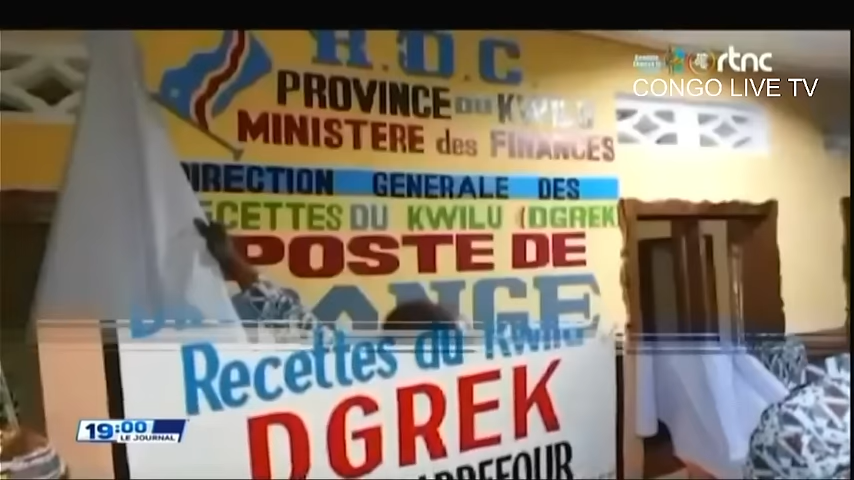 rtnc
CONGO LIVE TV
R.D.C
PROVINCE DU KWILU
MINISTERE des FINANCES
DIRECTION GENERALE DES
RECETTES DU KWILU (DGREK
POSTE DE
Recettes du Kwilu
DGREK
19:00
LE JOURNAL